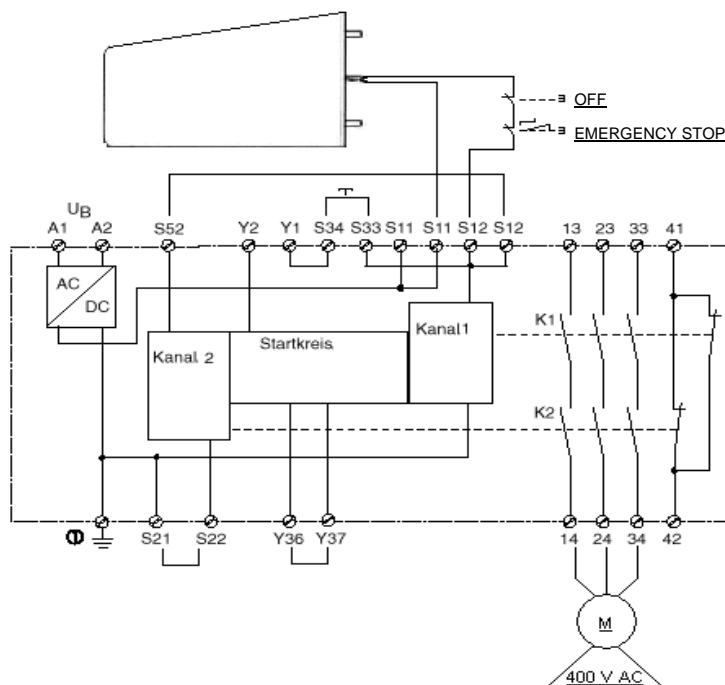 OFF
EMERGENCY STOP
UB
A1 A2 S52 Y2 Y1 S34 S33 S11 S11 S12 S12 13 23 33 41
AC
DC
Kanal 2
Startkreis
Kanal1
K1
K2
S21 S22 Y36 Y37 14 24 34 42
M
400 V AC